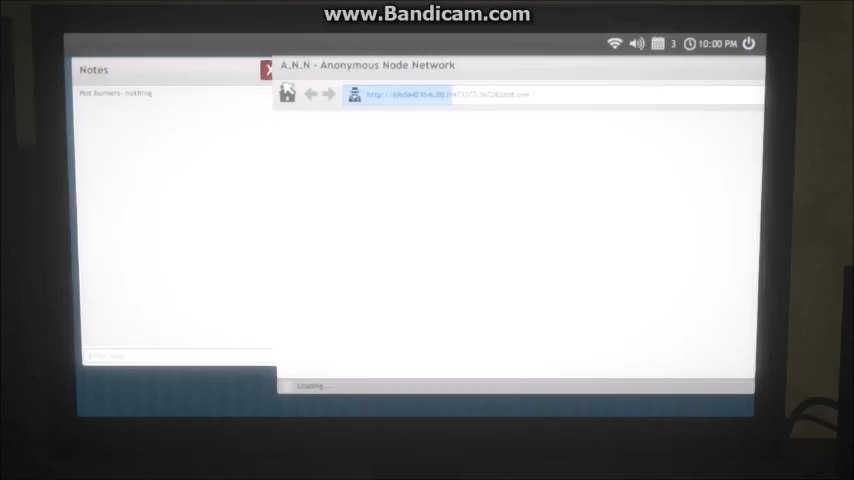 www.Bandicam.com
3 10:00 PM
Notes
X
A.N.N - Anonymous Node Network
Hot burners- nothing
Loading...